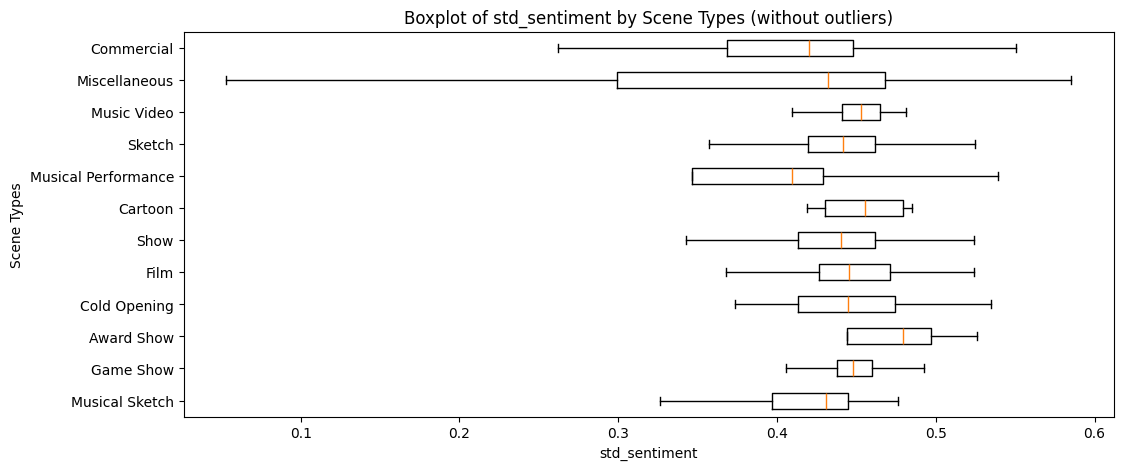 Boxplot of std_sentiment by Scene Types (without outliers)
Scene Types
Commercial
Miscellaneous
Music Video
Sketch
Musical Performance
Cartoon
Show
Film
Cold Opening
Award Show
Game Show
Musical Sketch
0.1 0.2 0.3 0.4 0.5 0.6
std_sentiment